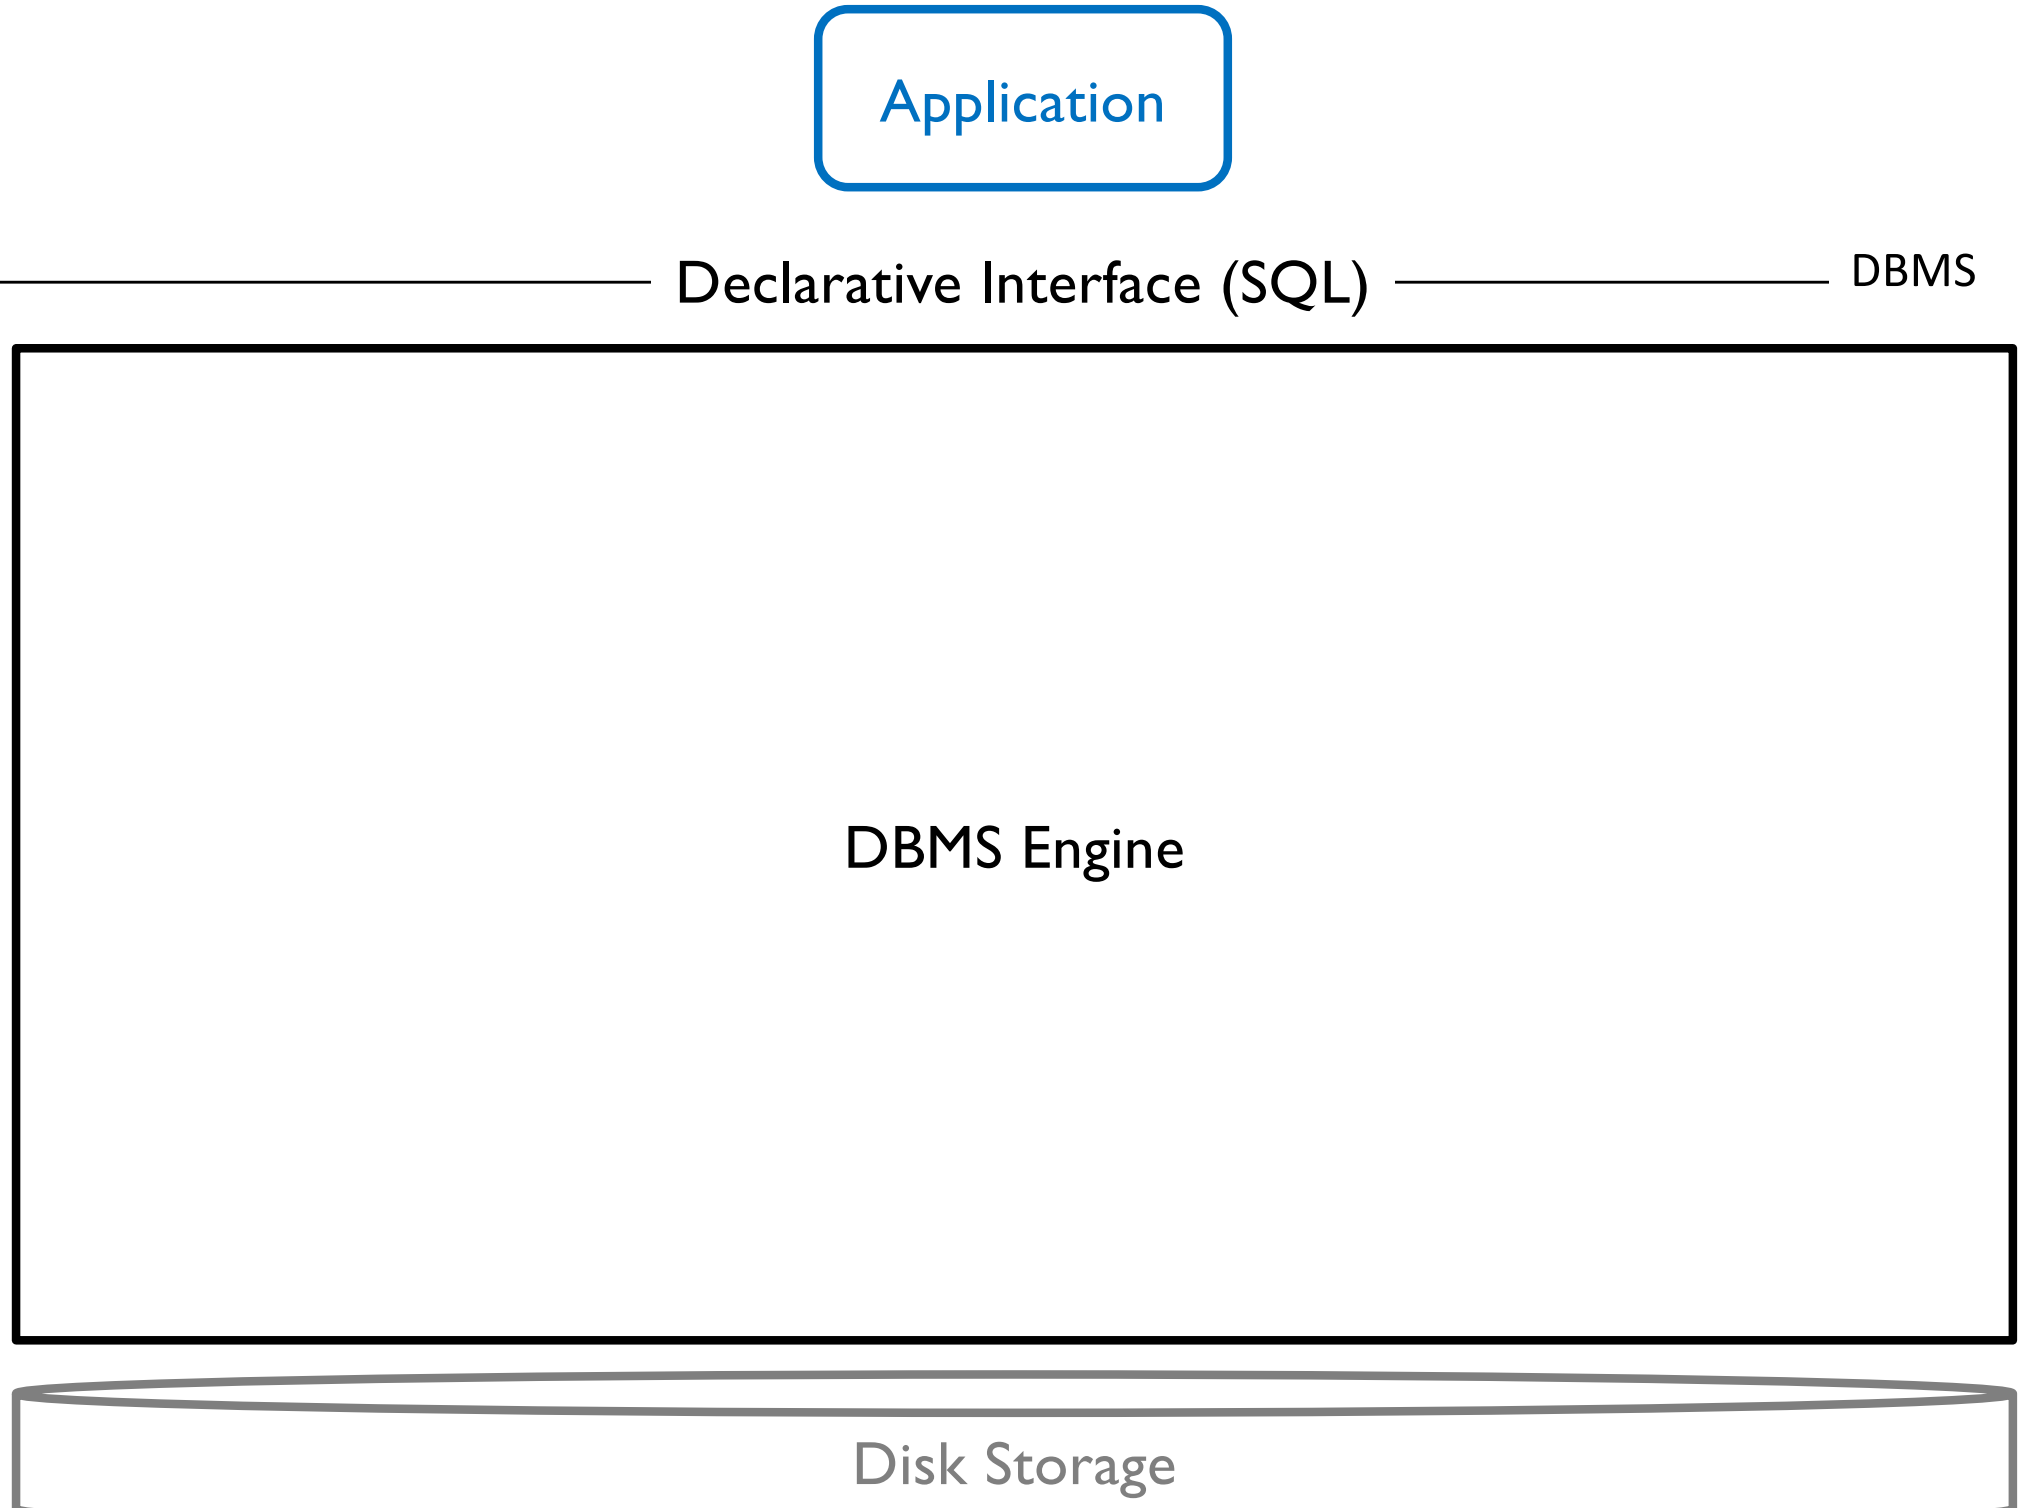 Application
Declarative Interface (SQL)
DBMS
DBMS Engine
Disk Storage